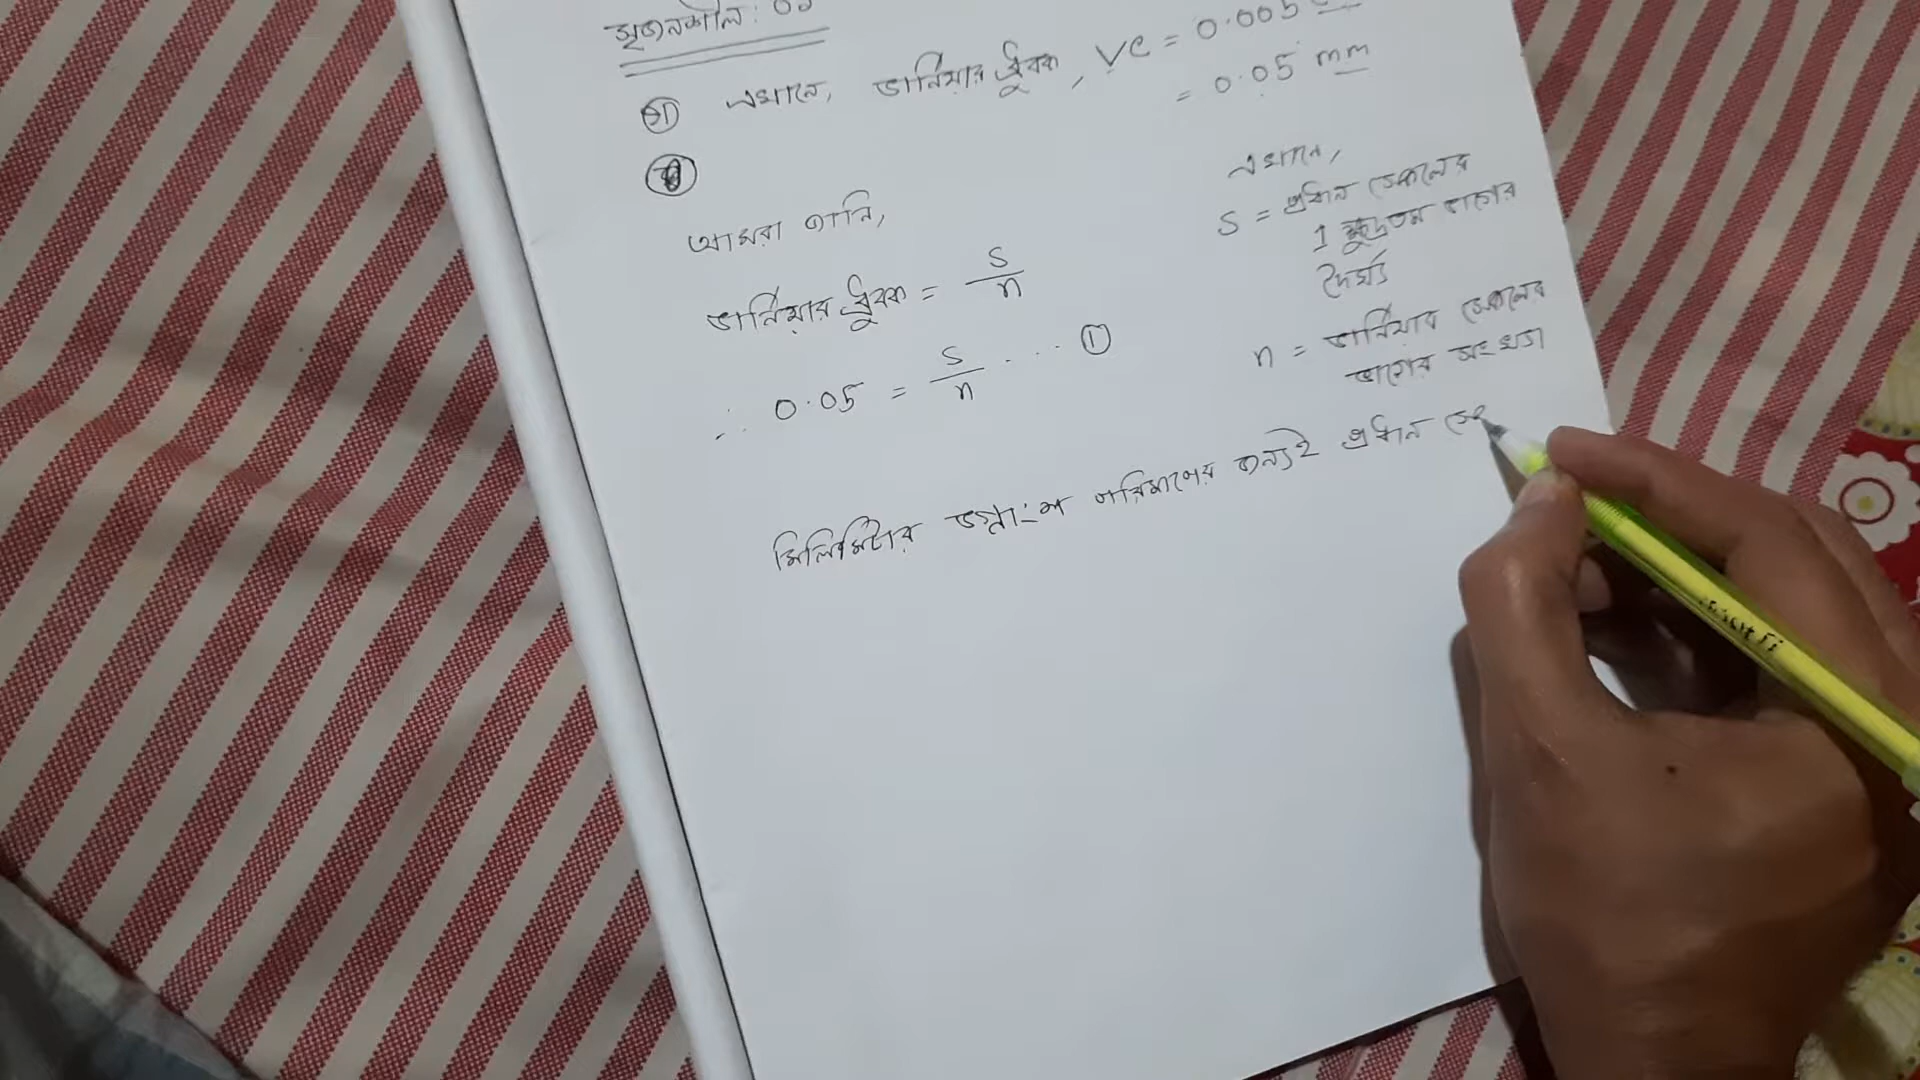 সৃজনশীল: 01
গ) এখানে, ভার্নিয়ার ধ্রুবক, VC = 0.005
= 0.05 mm
আমরা জানি,
ভার্নিয়ার ধ্রুবক = s/n
∴ 0.05 = s/n ... ①
এখানে,
S = প্রধান স্কেলের
1 ক্ষুদ্রতম ভাগের
দৈর্ঘ্য
n = ভার্নিয়ার স্কেলের
ভাগের সংখ্যা
মিলিমিটার ভগ্নাংশ পরিমাপের জন্যই প্রধান স্কে